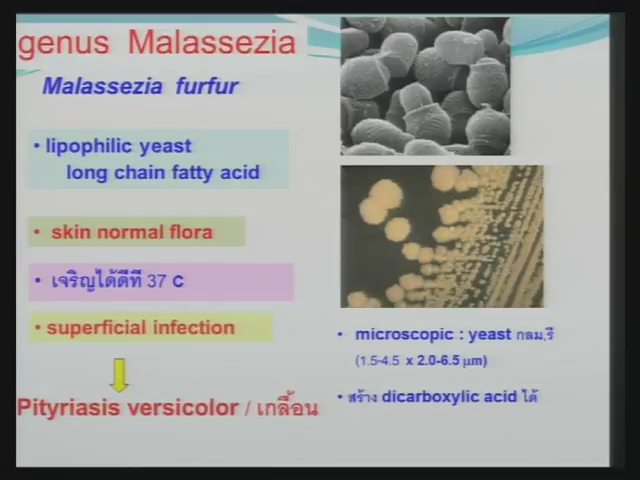 genus Malassezia
Malassezia furfur
• lipophilic yeast
long chain fatty acid
• skin normal flora
• เจริญได้ดีที่ 37 C
• superficial infection
Pityriasis versicolor / เกลื้อน
• microscopic : yeast กลม,รี
(1.5-4.5 x 2.0-6.5 µm)
• สร้าง dicarboxylic acid ได้